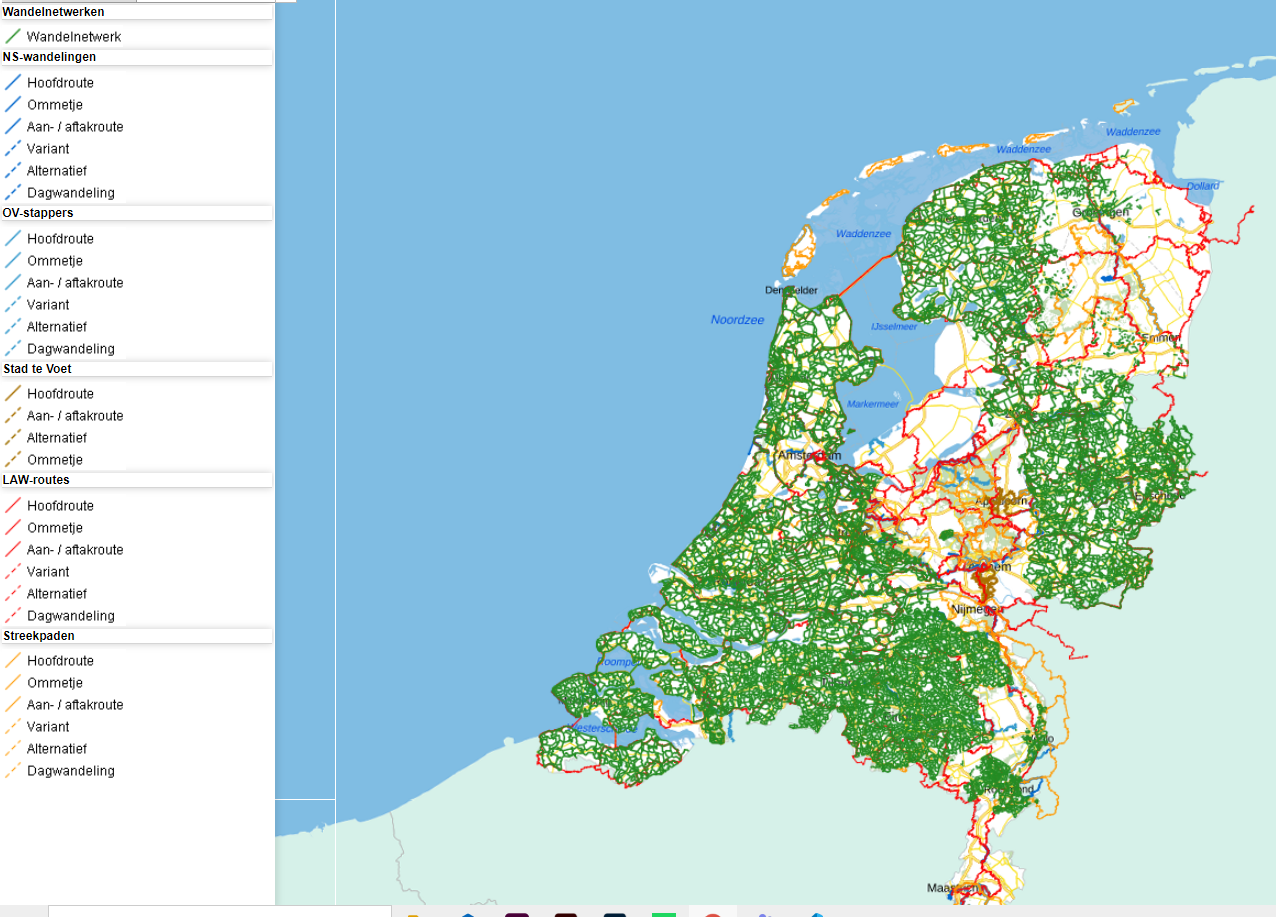 Wandelnetwerken
Wandelnetwerk
NS-wandelingen
Hoofdroute
Ommetje
Aan- / aftakroute
Variant
Alternatief
Dagwandeling
OV-stappers
Hoofdroute
Ommetje
Aan- / aftakroute
Variant
Alternatief
Dagwandeling
Stad te Voet
Hoofdroute
Aan- / aftakroute
Alternatief
Ommetje
LAW-routes
Hoofdroute
Ommetje
Aan- / aftakroute
Variant
Alternatief
Dagwandeling
Streekpaden
Hoofdroute
Ommetje
Aan- / aftakroute
Variant
Alternatief
Dagwandeling
Waddenzee
Waddenzee
Dollard
Groningen
Waddenzee
Den Helder
Noordzee
IJsselmeer
Emmen
Markermeer
Amsterdam
Enschede
Apeldoorn
Nijmegen
Westerschelde
Roermond
Maastricht